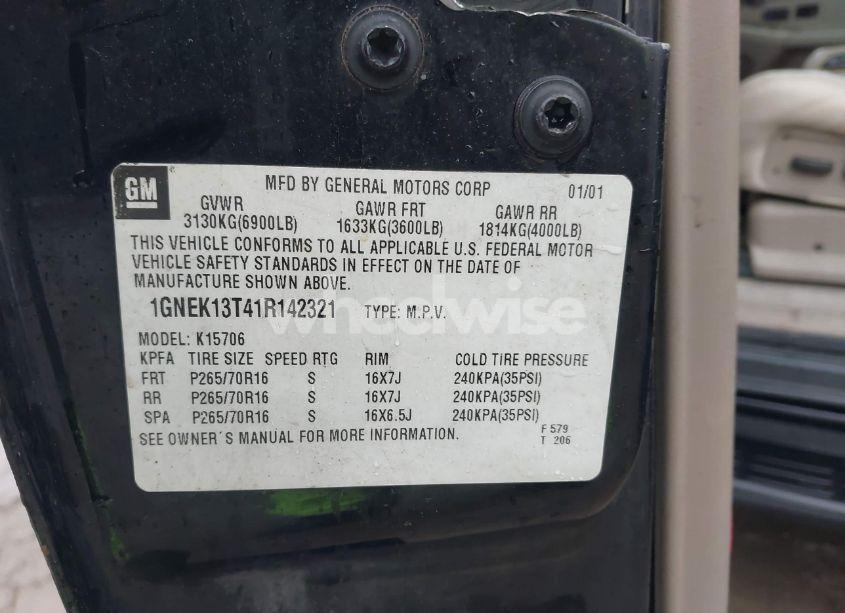 GM
MFD BY GENERAL MOTORS CORP 01/01
GVWR GAWR FRT GAWR RR
3130KG(6900LB) 1633KG(3600LB) 1814KG(4000LB)
THIS VEHICLE CONFORMS TO ALL APPLICABLE U.S. FEDERAL MOTOR
VEHICLE SAFETY STANDARDS IN EFFECT ON THE DATE OF
MANUFACTURE SHOWN ABOVE.
1GNEK13T41R142321 TYPE: M.P.V.
wheelwise
MODEL: K15706
KPFA TIRE SIZE SPEED RTG RIM COLD TIRE PRESSURE
FRT P265/70R16 S 16X7J 240KPA(35PSI)
RR P265/70R16 S 16X7J 240KPA(35PSI)
SPA P265/70R16 S 16X6.5J 240KPA(35PSI)
SEE OWNER´S MANUAL FOR MORE INFORMATION.
F 579
T 206